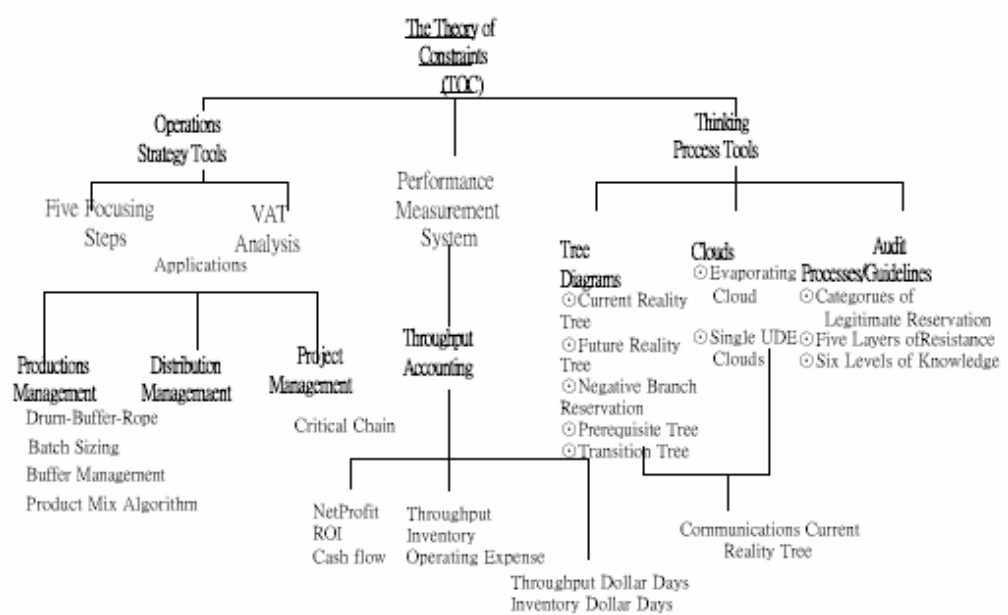 The Theory of
Constraints
(TOC)
Operations
Strategy Tools
Thinking
Process Tools
Five Focusing
Steps
VAT
Analysis
Applications
Performance
Measurement
System
Tree
Diagrams
⊙Current Reality
Tree
⊙Future Reality
Tree
⊙Negative Branch
Reservation
⊙Prerequisite Tree
⊙Transition Tree
Clouds
⊙Evaporating
Cloud
⊙Single UDE
Clouds
Audit
Processes/Guidelines
⊙Categorues of
Legitimate Reservation
⊙Five Layers ofResistance
⊙Six Levels of Knowledge
Productions
Management
Drum-Buffer-Rope
Batch Sizing
Buffer Management
Product Mix Algorithm
Distribution
Managemaent
Project
Management
Critical Chain
Throughput
Accounting
NetProfit
ROI
Cash flow
Throughput
Inventory
Operating Expense
Throughput Dollar Days
Inventory Dollar Days
Communications Current
Reality Tree